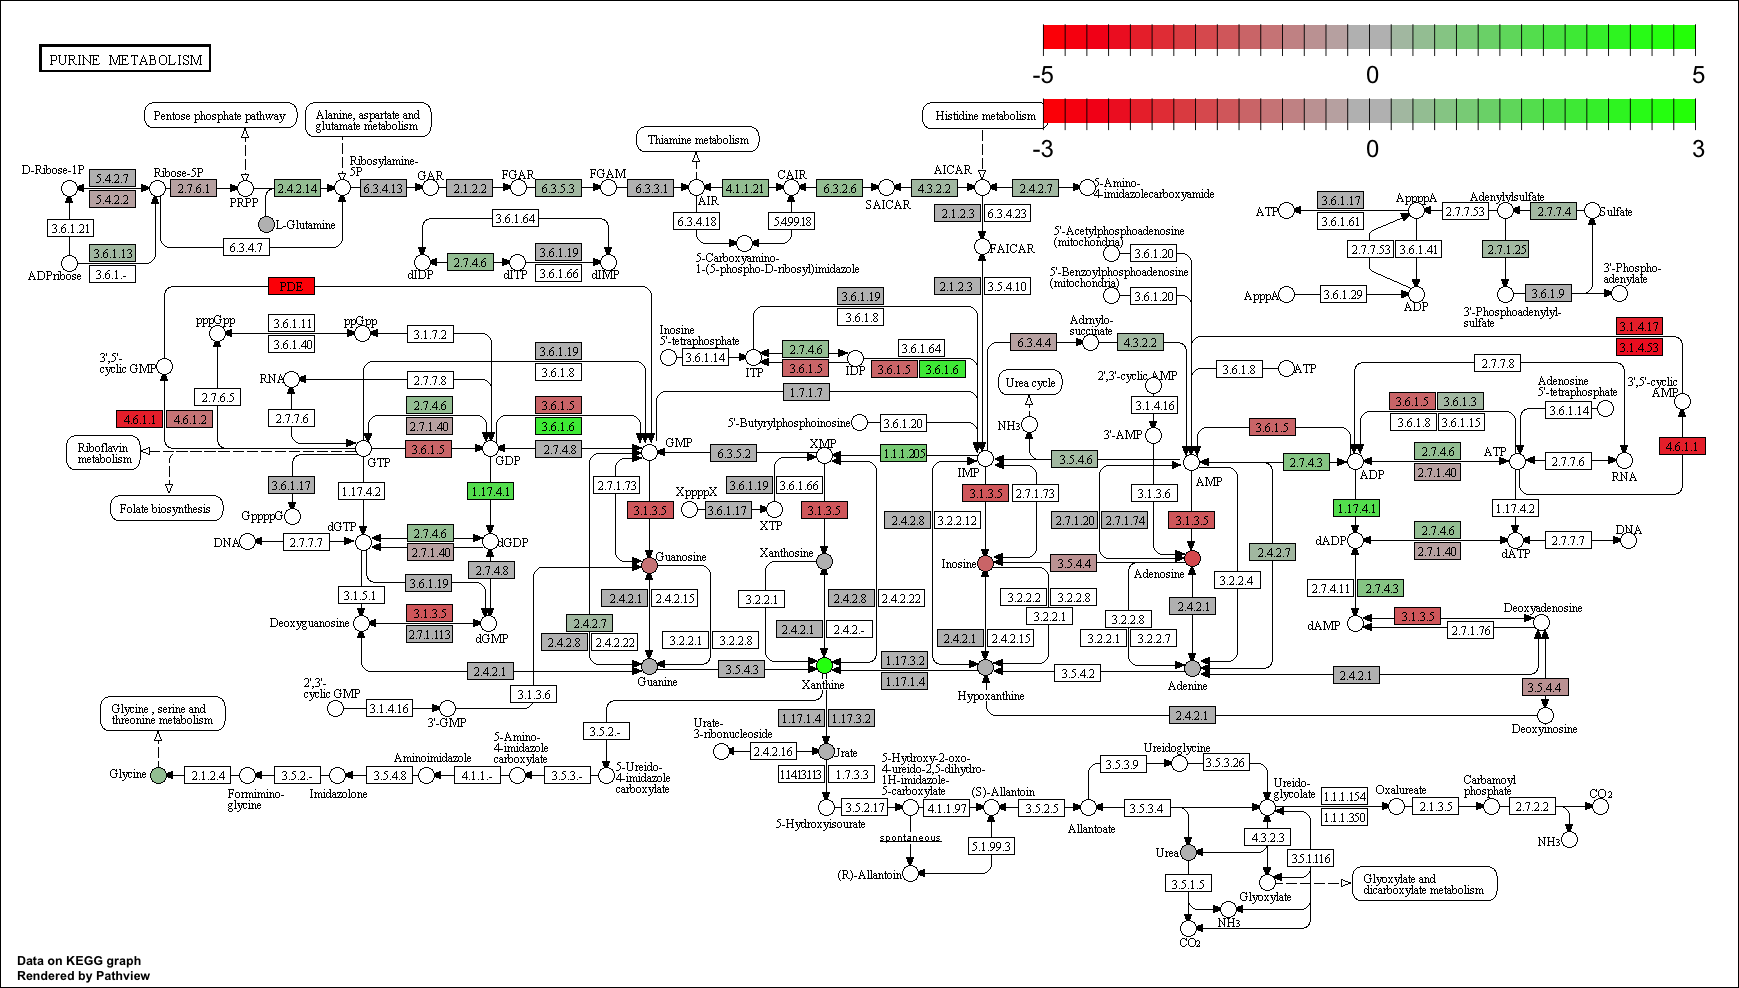 PURINE METABOLISM
-5
0
5
-3
0
3
Pentose phosphate pathway
Alanine, aspartate and
glutamate metabolism
Thiamine metabolism
Histidine metabolism
D-Ribose-1P
5.4.2.7
5.4.2.2
Ribose-5P
2.7.6.1
PRPP
2.4.2.14
Ribosylamine-
5P
6.3.4.13
GAR
2.1.2.2
FGAR
6.3.5.3
FGAM
6.3.3.1
AIR
4.1.1.21
CAIR
6.3.2.6
SAICAR
4.3.2.2
AICAR
2.4.2.7
5-Amino-
4-imidazolecarboxyamide
L-Glutamine
3.6.1.21
6.3.4.7
3.6.1.13
3.6.1.-
ADPribose
3.6.1.64
dIDP
2.7.4.6
dITP
3.6.1.19
3.6.1.66
dIMP
6.3.4.18
5.4.99.18
5-Carboxyamino-
1-(5-phospho-D-ribosyl)imidazole
2.1.2.3
6.3.4.23
FAICAR
2.1.2.3
3.5.4.10
5'-Acetylphosphoadenosine
(mitochondria)
3.6.1.20
5'-Benzoylphosphoadenosine
(mitochondria)
3.6.1.20
ATP
3.6.1.17
3.6.1.61
AppppA
2.7.7.53
Adenylylsulfate
2.7.7.4
Sulfate
2.7.7.53
3.6.1.41
2.7.1.25
ApppA
3.6.1.29
ADP
3.6.1.9
3'-Phospho-
adenylate
3'-Phosphoadenylyl-
sulfate
PDE
pppGpp
3.6.1.11
3.6.1.40
ppGpp
3.1.7.2
3',5'-
cyclic GMP
3.6.1.19
3.6.1.8
RNA
2.7.7.8
2.7.6.5
2.7.7.6
4.6.1.1
4.6.1.2
2.7.4.6
2.7.1.40
3.6.1.5
3.6.1.5
3.6.1.6
2.7.4.8
GTP
GDP
Riboflavin
metabolism
Folate biosynthesis
3.6.1.17
GppppG
1.17.4.2
1.17.4.1
DNA
2.7.7.7
dGTP
2.7.4.6
2.7.1.40
dGDP
3.6.1.19
2.7.4.8
3.1.5.1
Deoxyguanosine
3.1.3.5
2.7.1.113
dGMP
2.4.2.1
3.6.1.19
3.6.1.8
Inosine
5'-tetraphosphate
3.6.1.14
ITP
2.7.4.6
3.6.1.5
IDP
3.6.1.64
3.6.1.5
3.6.1.6
1.7.1.7
5'-Butyrylphosphoinosine
3.6.1.20
GMP
6.3.5.2
XMP
1.1.1.205
IMP
2.7.1.73
XppppX
3.6.1.17
3.6.1.19
3.6.1.66
XTP
3.1.3.5
3.1.3.5
3.1.3.5
2.7.1.73
2.4.2.8
3.2.2.12
Guanosine
Xanthosine
Inosine
2.4.2.1
2.4.2.15
2.4.2.7
2.4.2.8
2.4.2.22
3.2.2.1
3.2.2.8
3.2.2.1
2.4.2.8
2.4.2.22
2.4.2.1
2.4.2.-
3.2.2.2
3.2.2.8
3.2.2.1
2.4.2.1
2.4.2.15
Guanine
3.5.4.3
Xanthine
1.17.3.2
1.17.1.4
Hypoxanthine
3.5.4.2
Adenine
6.3.4.4
Adrnylo-
succinate
4.3.2.2
Urea cycle
NH3
2',3'-cyclic AMP
3.1.4.16
3'-AMP
3.5.4.6
AMP
3.1.3.6
2.7.1.20
2.7.1.74
3.1.3.5
3.5.4.4
Adenosine
2.4.2.7
3.2.2.4
2.4.2.1
3.2.2.8
3.2.2.1
3.2.2.7
3.6.1.8
ATP
3.1.4.17
3.1.4.53
2.7.7.8
3',5'-cyclic
AMP
Adenosine
5'-tetraphosphate
3.6.1.14
3.6.1.5
3.6.1.3
3.6.1.8
3.6.1.15
3.6.1.5
2.7.4.3
ADP
2.7.4.6
2.7.1.40
ATP
2.7.7.6
RNA
4.6.1.1
1.17.4.1
1.17.4.2
dADP
2.7.4.6
2.7.1.40
dATP
2.7.7.7
DNA
2.7.4.11
2.7.4.3
dAMP
3.1.3.5
2.7.1.76
Deoxyadenosine
2.4.2.1
3.5.4.4
2.4.2.1
Deoxyinosine
2',3'-
cyclic GMP
3.1.4.16
3'-GMP
3.1.3.6
Glycine , serine and
threonine metabolism
Glycine
2.1.2.4
Formimino-
glycine
3.5.2.-
Imidazolone
3.5.4.8
Aminoimidazole
4.1.1.-
5-Amino-
4-imidazole
carboxylate
3.5.3.-
5-Ureido-
4-imidazole
carboxylate
3.5.2.-
1.17.1.4
1.17.3.2
Urate-
3-ribonucleoside
2.4.2.16
Urate
1.14.13.113
1.7.3.3
5-Hydroxyisourate
3.5.2.17
5-Hydroxy-2-oxo-
4-ureido-2,5-dihydro-
1H-imidazole-
5-carboxylate
4.1.1.97
spontaneous
(R)-Allantoin
(S)-Allantoin
5.1.99.3
3.5.2.5
Allantoate
3.5.3.9
Ureidoglycine
3.5.3.26
3.5.3.4
Ureido-
glycolate
1.1.1.154
1.1.1.350
Oxalureate
2.1.3.5
Carbamoyl
phosphate
2.7.2.2
CO2
NH3
4.3.2.3
3.5.1.116
Urea
3.5.1.5
Glyoxylate
Glyoxylate and
dicarboxylate metabolism
NH3
CO2
Data on KEGG graph
Rendered by Pathview